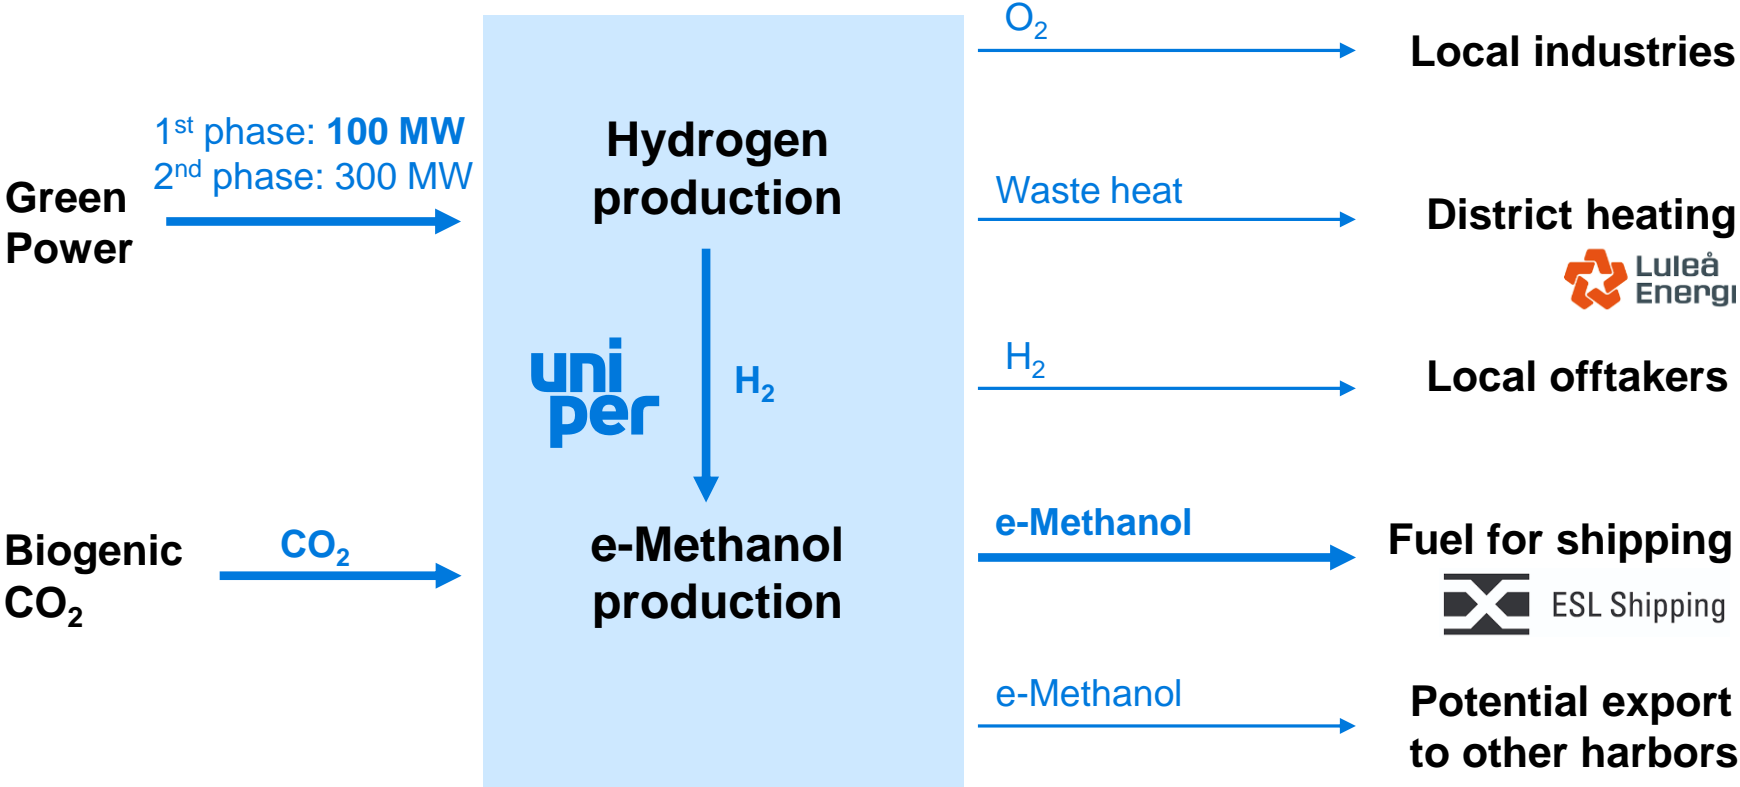 Green
Power
1st phase: 100 MW
2nd phase: 300 MW
Biogenic
CO2
CO2
Hydrogen
production
uni
per
H2
e-Methanol
production
O2
Local industries
Waste heat
District heating
Luleå
Energi
H2
Local offtakers
e-Methanol
Fuel for shipping
ESL Shipping
e-Methanol
Potential export
to other harbors